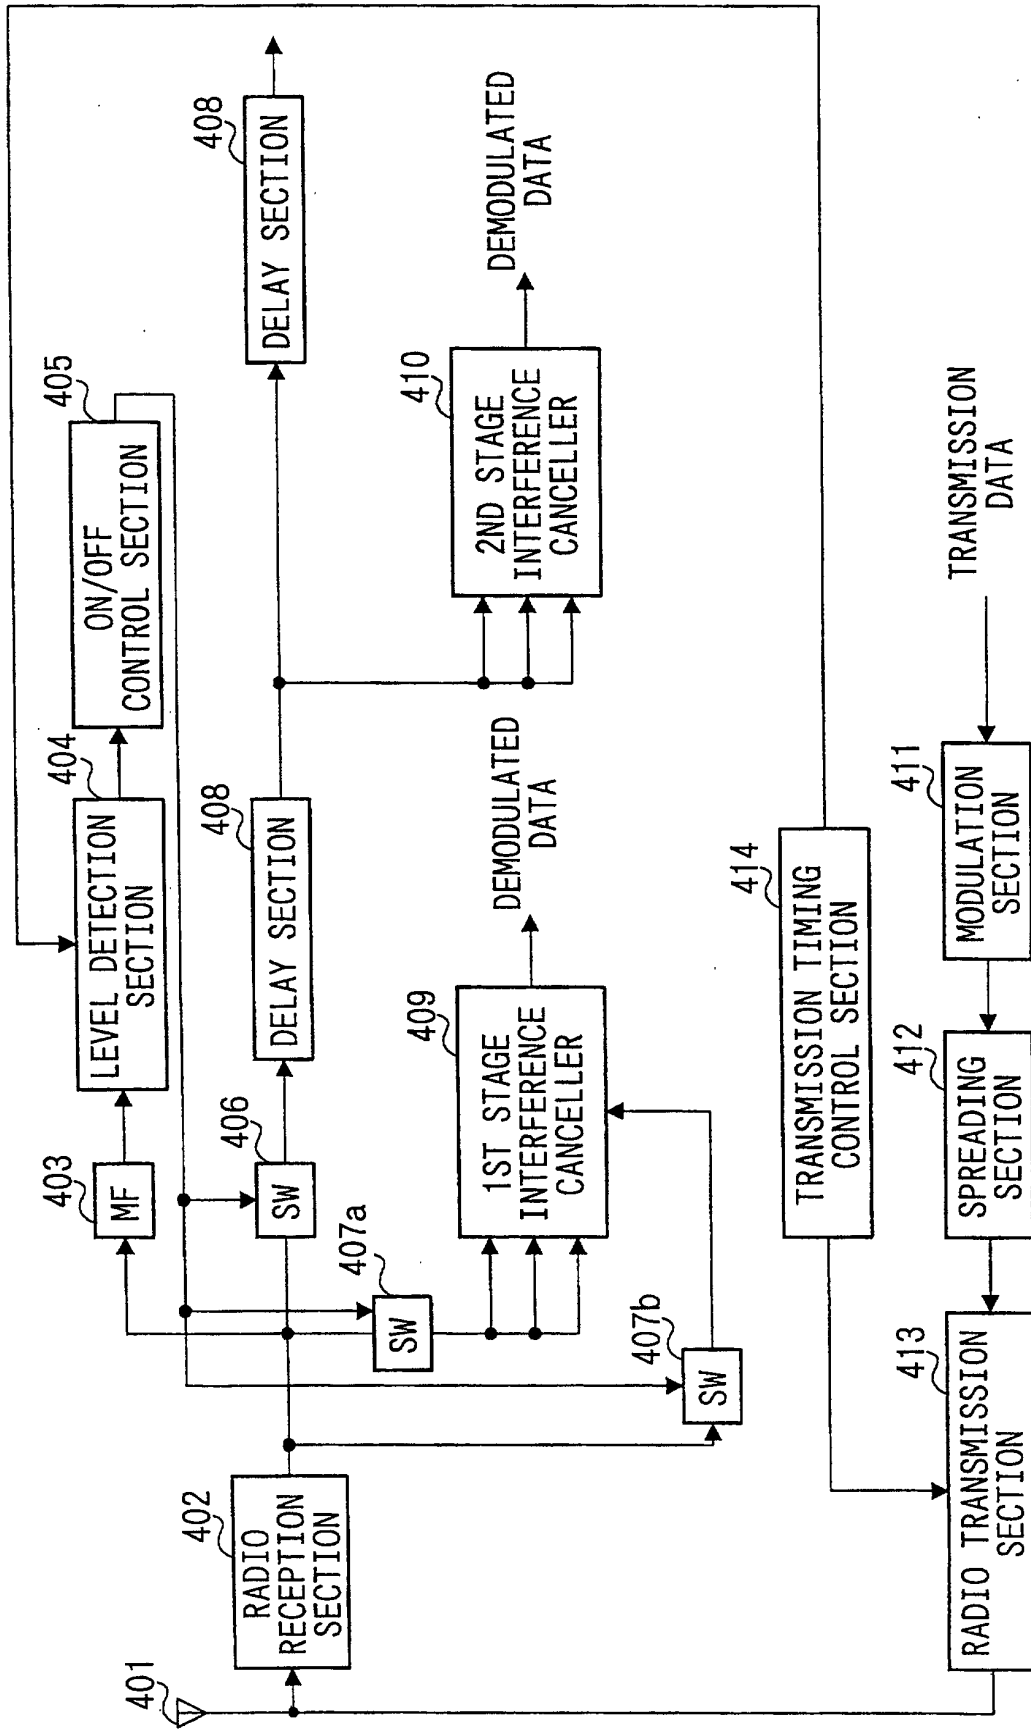 401
402
RADIO
RECEPTION
SECTION
403
MF
404
LEVEL DETECTION
SECTION
405
ON/OFF
CONTROL SECTION
406
SW
408
DELAY SECTION
408
DELAY SECTION
407a
SW
409
1ST STAGE
INTERFERENCE
CANCELLER
DEMODULATED
DATA
410
2ND STAGE
INTERFERENCE
CANCELLER
DEMODULATED
DATA
407b
SW
414
TRANSMISSION TIMING
CONTROL SECTION
413
RADIO TRANSMISSION
SECTION
412
SPREADING
SECTION
411
MODULATION
SECTION
TRANSMISSION
DATA